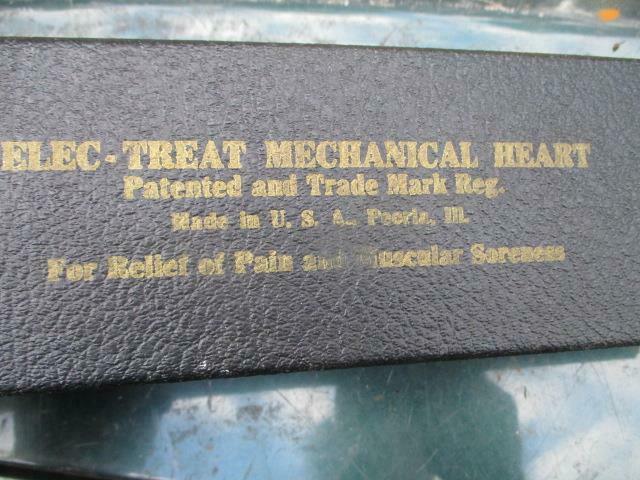 ELEC-TREAT MECHANICAL HEART
Patented and Trade Mark Reg.
Made in U. S. A., Peoria, Ill.
For Relief of Pain and Muscular Soreness